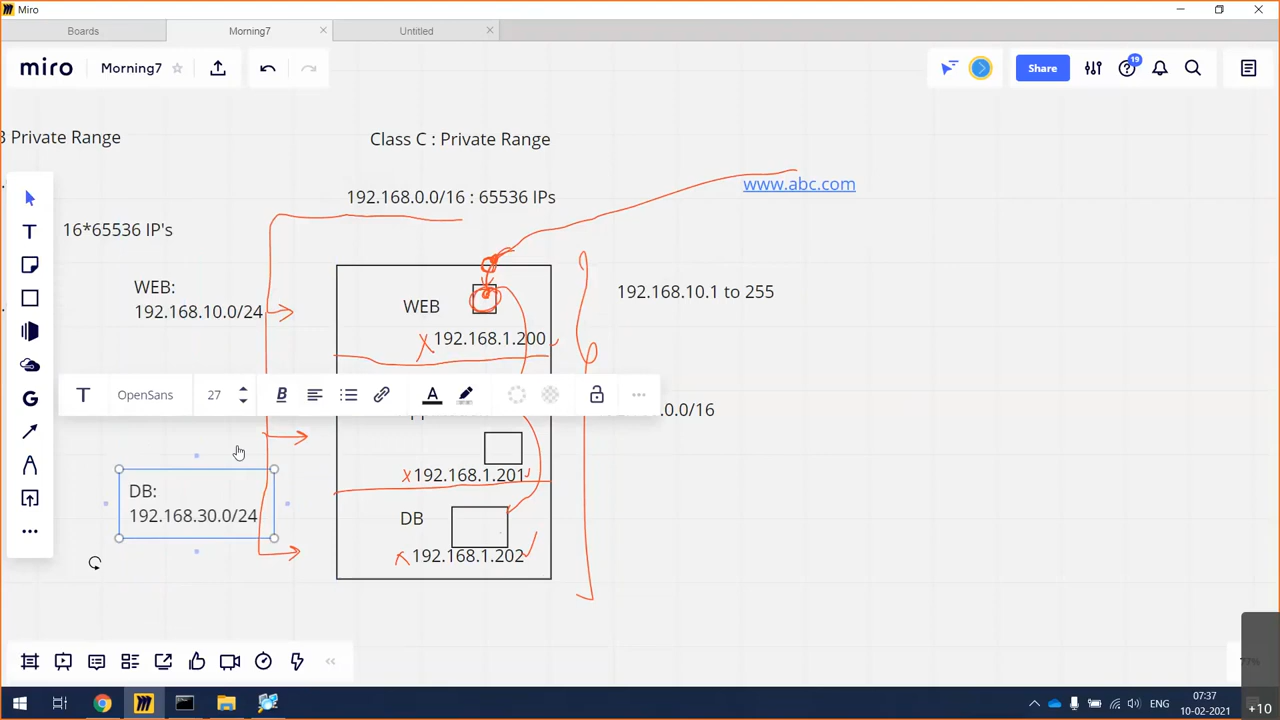 Miro
Boards
Morning7
Untitled
miro
Morning7
Share
19
B Private Range
Class C : Private Range
192.168.0.0/16 : 65536 IPs
www.abc.com
16*65536 IP's
WEB:
192.168.10.0/24
WEB
192.168.1.200
192.168.10.1 to 255
T
OpenSans
27
B
A
.0.0/16
192.168.1.201
DB:
192.168.30.0/24
DB
192.168.1.202
77%
ENG
07:37
10-02-2021
+10